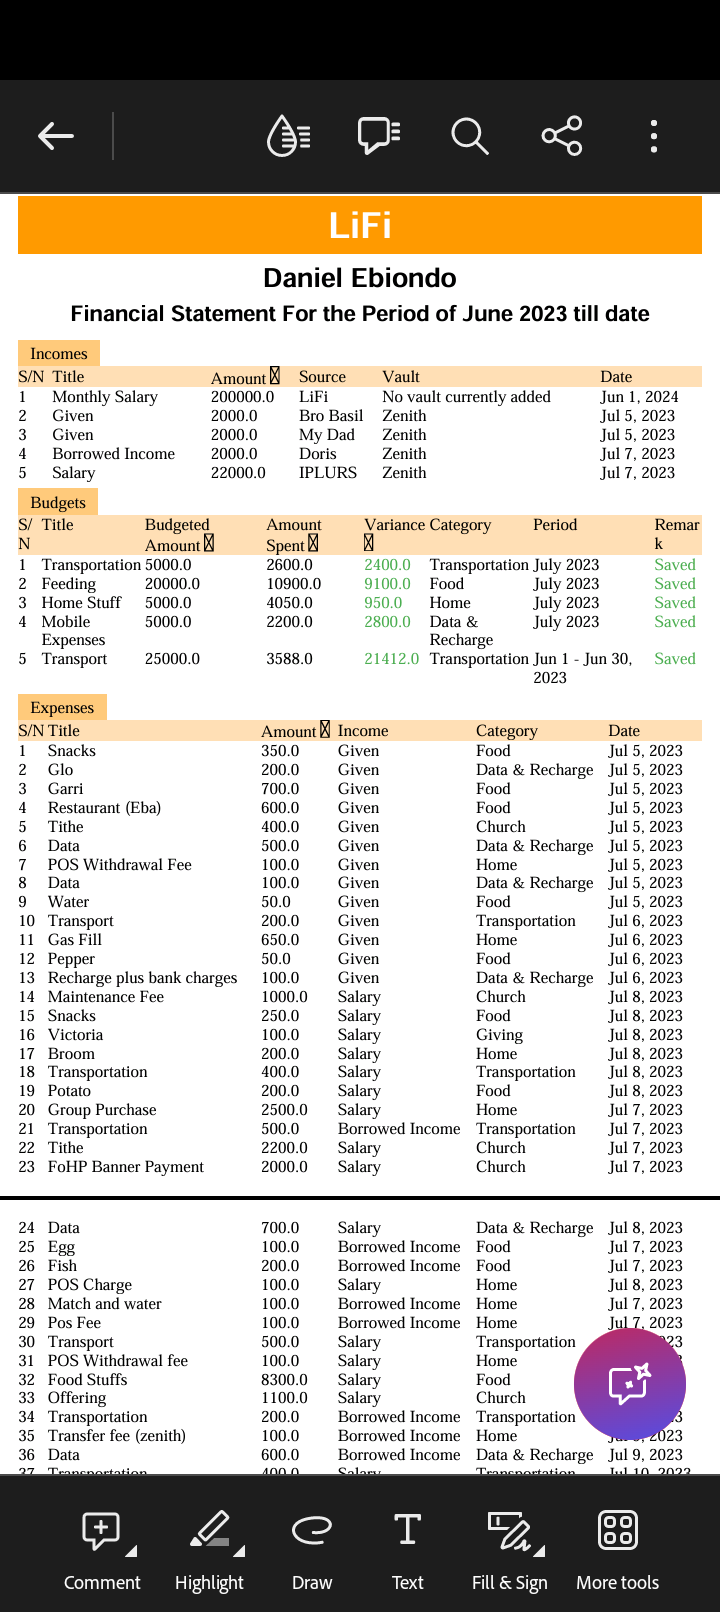 LiFi
Daniel Ebiondo
Financial Statement For the Period of June 2023 till date
Incomes
S/N Title Amount Source Vault Date
1 Monthly Salary 200000.0 LiFi No vault currently added Jun 1, 2024
2 Given 2000.0 Bro Basil Zenith Jul 5, 2023
3 Given 2000.0 My Dad Zenith Jul 5, 2023
4 Borrowed Income 2000.0 Doris Zenith Jul 7, 2023
5 Salary 22000.0 IPLURS Zenith Jul 7, 2023
Budgets
S/ Title Budgeted Amount Variance Category Period Remar
N Amount Spent k
1 Transportation 5000.0 2600.0 2400.0 Transportation July 2023 Saved
2 Feeding 20000.0 10900.0 9100.0 Food July 2023 Saved
3 Home Stuff 5000.0 4050.0 950.0 Home July 2023 Saved
4 Mobile 5000.0 2200.0 2800.0 Data & July 2023 Saved
Expenses Recharge
5 Transport 25000.0 3588.0 21412.0 Transportation Jun 1 - Jun 30, Saved
2023
Expenses
S/N Title Amount Income Category Date
1 Snacks 350.0 Given Food Jul 5, 2023
2 Glo 200.0 Given Data & Recharge Jul 5, 2023
3 Garri 700.0 Given Food Jul 5, 2023
4 Restaurant (Eba) 600.0 Given Food Jul 5, 2023
5 Tithe 400.0 Given Church Jul 5, 2023
6 Data 500.0 Given Data & Recharge Jul 5, 2023
7 POS Withdrawal Fee 100.0 Given Home Jul 5, 2023
8 Data 100.0 Given Data & Recharge Jul 5, 2023
9 Water 50.0 Given Food Jul 5, 2023
10 Transport 200.0 Given Transportation Jul 6, 2023
11 Gas Fill 650.0 Given Home Jul 6, 2023
12 Pepper 50.0 Given Food Jul 6, 2023
13 Recharge plus bank charges 100.0 Given Data & Recharge Jul 6, 2023
14 Maintenance Fee 1000.0 Salary Church Jul 8, 2023
15 Snacks 250.0 Salary Food Jul 8, 2023
16 Victoria 100.0 Salary Giving Jul 8, 2023
17 Broom 200.0 Salary Home Jul 8, 2023
18 Transportation 400.0 Salary Transportation Jul 8, 2023
19 Potato 200.0 Salary Food Jul 8, 2023
20 Group Purchase 2500.0 Salary Home Jul 7, 2023
21 Transportation 500.0 Borrowed Income Transportation Jul 7, 2023
22 Tithe 2200.0 Salary Church Jul 7, 2023
23 FoHP Banner Payment 2000.0 Salary Church Jul 7, 2023
24 Data 700.0 Salary Data & Recharge Jul 8, 2023
25 Egg 100.0 Borrowed Income Food Jul 7, 2023
26 Fish 200.0 Borrowed Income Food Jul 7, 2023
27 POS Charge 100.0 Salary Home Jul 8, 2023
28 Match and water 100.0 Borrowed Income Home Jul 7, 2023
29 Pos Fee 100.0 Borrowed Income Home Jul 7, 2023
30 Transport 500.0 Salary Transportation
31 POS Withdrawal fee 100.0 Salary Home
32 Food Stuffs 8300.0 Salary Food
33 Offering 1100.0 Salary Church
34 Transportation 200.0 Borrowed Income Transportation
35 Transfer fee (zenith) 100.0 Borrowed Income Home 2023
36 Data 600.0 Borrowed Income Data & Recharge Jul 9, 2023
37 Transportation 400.0 Salary Transportation Jul 10, 2023
Comment Highlight Draw Text Fill & Sign More tools